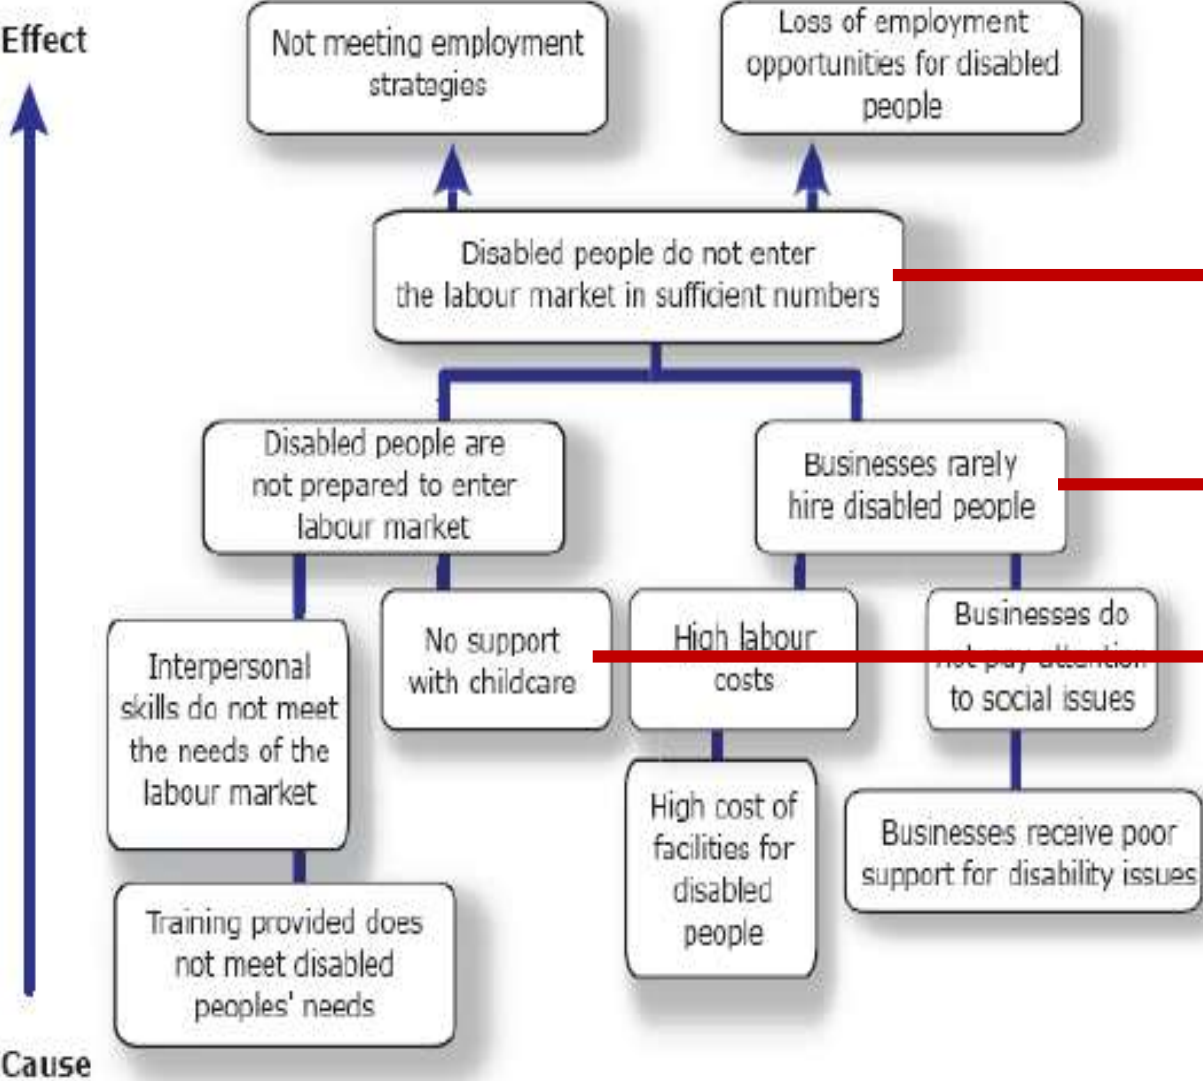 Effect
Not meeting employment
strategies
Loss of employment
opportunities for disabled
people
Disabled people do not enter
the labour market in sufficient numbers
Disabled people are
not prepared to enter
labour market
Businesses rarely
hire disabled people
Interpersonal
skills do not meet
the needs of the
labour market
No support
with childcare
High labour
costs
Businesses do
not pay attention
to social issues
Training provided does
not meet disabled
peoples' needs
High cost of
facilities for
disabled
people
Businesses receive poor
support for disability issues
Cause